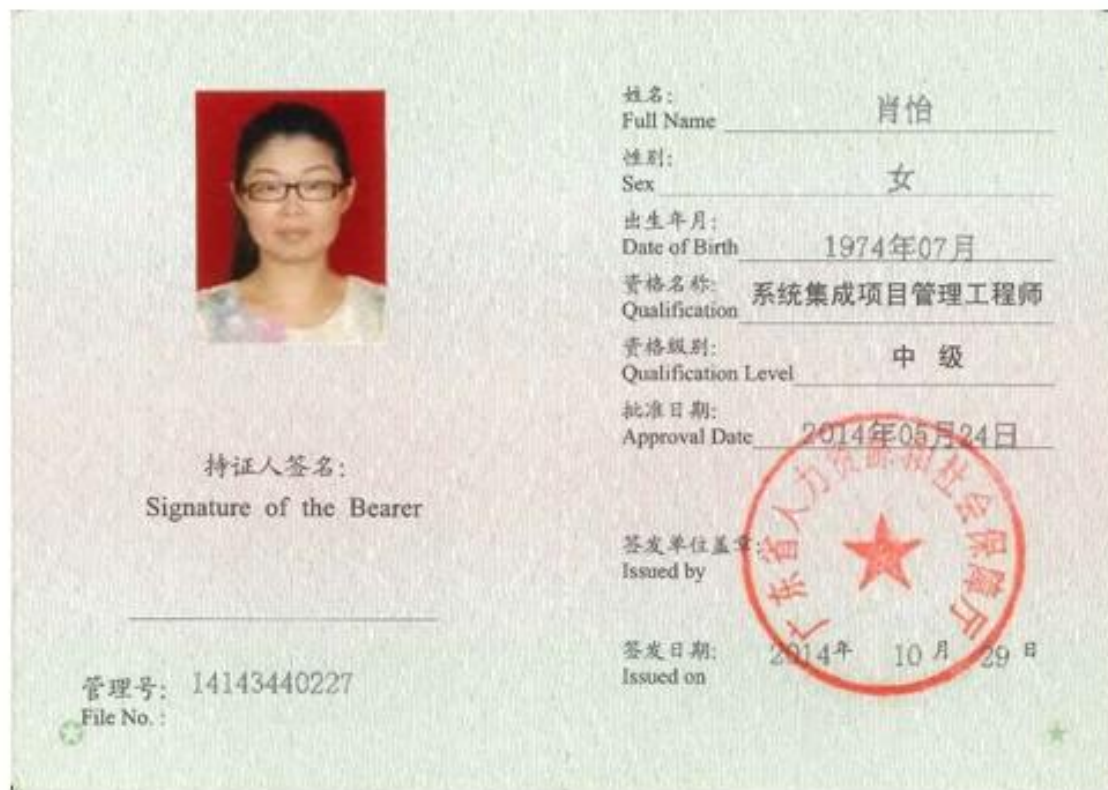 持证人签名:
Signature of the Bearer
管理号: 14143440227
File No. :
姓名:
Full Name 肖怡
性别:
Sex 女
出生年月:
Date of Birth 1974年07月
资格名称:
Qualification 系统集成项目管理工程师
资格级别:
Qualification Level 中 级
批准日期:
Approval Date 2014年05月24日
签发单位盖章:
Issued by
广东省人力资源和社会保障厅
签发日期: 2014年 10月 29日
Issued on